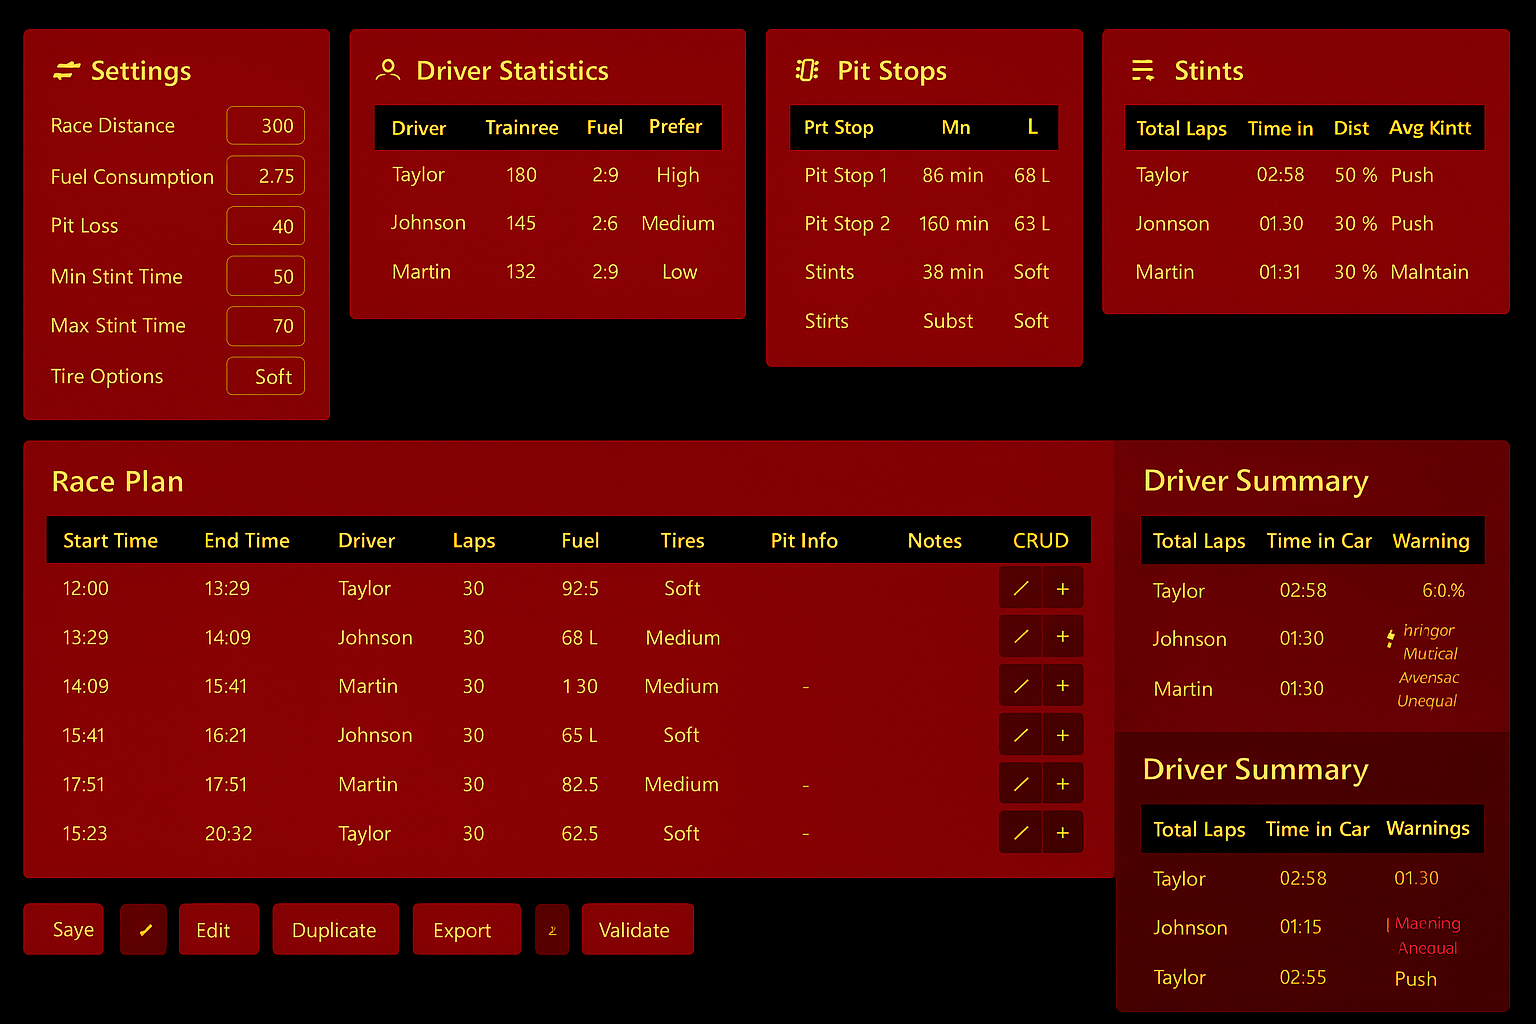 Settings
Race Distance 300
Fuel Consumption 2.75
Pit Loss 40
Min Stint Time 50
Max Stint Time 70
Tire Options Soft
Driver Statistics
Driver Trainree Fuel Prefer
Taylor 180 2:9 High
Johnson 145 2:6 Medium
Martin 132 2:9 Low
Pit Stops
Prt Stop Mn L
Pit Stop 1 86 min 68 L
Pit Stop 2 160 min 63 L
Stints 38 min Soft
Stirts Subst Soft
Stints
Total Laps Time in Dist Avg Kintt
Taylor 02:58 50 % Push
Jonnson 01.30 30 % Push
Martin 01:31 30 % Malntain
Race Plan
Start Time End Time Driver Laps Fuel Tires Pit Info Notes CRUD
12:00 13:29 Taylor 30 92:5 Soft +
13:29 14:09 Johnson 30 68 L Medium +
14:09 15:41 Martin 30 1 30 Medium - +
15:41 16:21 Johnson 30 65 L Soft +
17:51 17:51 Martin 30 82.5 Medium - +
15:23 20:32 Taylor 30 62.5 Soft - +
Driver Summary
Total Laps Time in Car Warning
Taylor 02:58 6:0.%
Johnson 01:30 hringor
Mutical
Avensac
Martin 01:30 Unequal
Driver Summary
Total Laps Time in Car Warnings
Taylor 02:58 01.30
Johnson 01:15 Maening
Anequal
Taylor 02:55 Push
Saye Edit Duplicate Export Validate